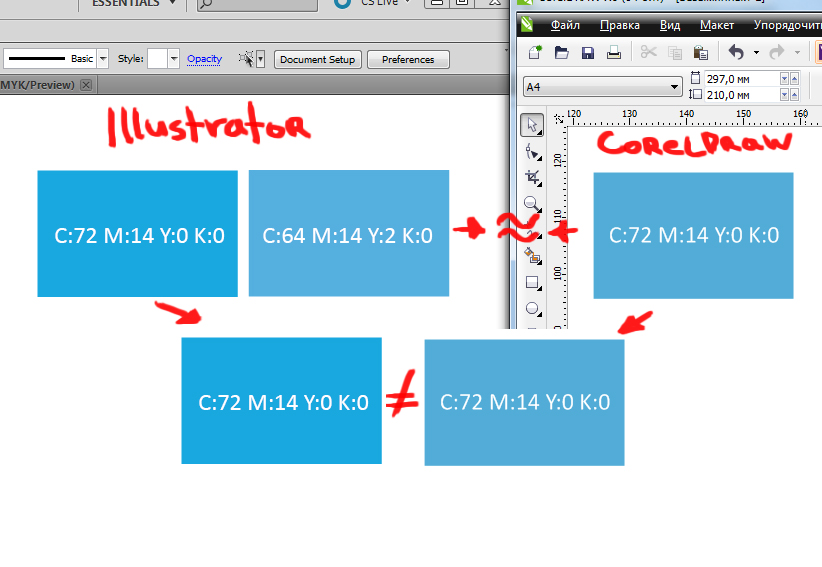 ESSENTIALS
CS Live
Файл Правка Вид Макет Упорядочить
Basic Style: Opacity Document Setup Preferences
MYK/Preview)
A4
297,0 мм
210,0 мм
120 130 140 150 160
Illustrator
CorelDraw
120
110
100
C:72 M:14 Y:0 K:0
C:64 M:14 Y:2 K:0
≈
C:72 M:14 Y:0 K:0
C:72 M:14 Y:0 K:0
≠
C:72 M:14 Y:0 K:0